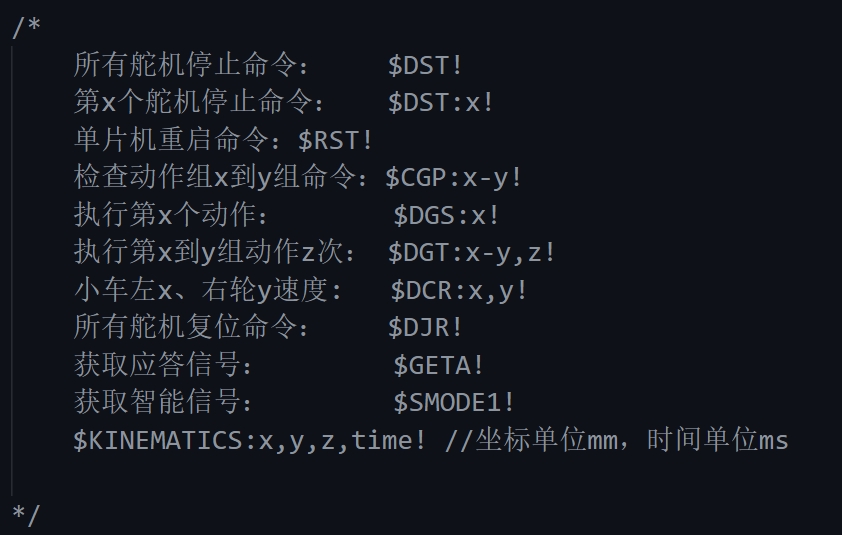 /*
所有舵机停止命令： $DST!
第x个舵机停止命令： $DST:x!
单片机重启命令：$RST!
检查动作组x到y组命令：$CGP:x-y!
执行第x个动作： $DGS:x!
执行第x到y组动作z次： $DGT:x-y,z!
小车左x、右轮y速度: $DCR:x,y!
所有舵机复位命令： $DJR!
获取应答信号： $GETA!
获取智能信号： $SMODE1!
$KINEMATICS:x,y,z,time! //坐标单位mm，时间单位ms
*/